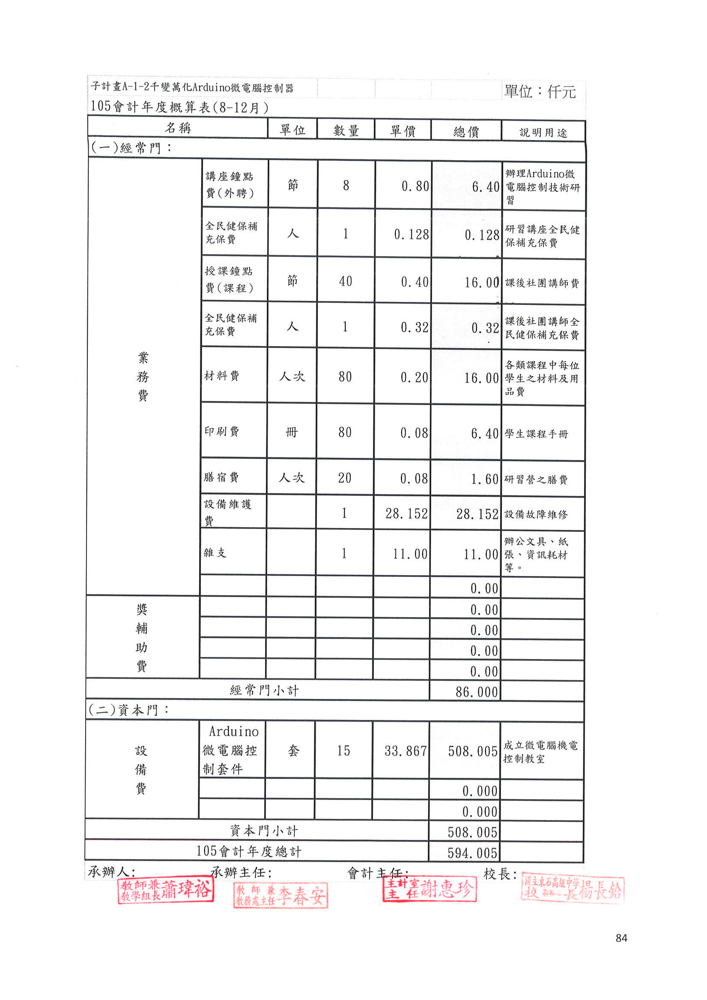 子計畫A-1-2千變萬化Arduino微電腦控制器 單位：仟元
105會計年度概算表(8-12月)
名稱 單位 數量 單價 總價 說明用途
(一)經常門：
業務費
講座鐘點費(外聘) 節 8 0.80 6.40 辦理Arduino微電腦控制技術研習
全民健保補充保費 人 1 0.128 0.128 研習講座全民健保補充保費
授課鐘點費(課程) 節 40 0.40 16.00 課後社團講師費
全民健保補充保費 人 1 0.32 0.32 課後社團講師全民健保補充保費
材料費 人次 80 0.20 16.00 各類課程中每位學生之材料及用品費
印刷費 冊 80 0.08 6.40 學生課程手冊
膳宿費 人次 20 0.08 1.60 研習營之膳費
設備維護費 1 28.152 28.152 設備故障維修
雜支 1 11.00 11.00 辦公文具、紙張、資訊耗材等。
0.00
獎輔助費
0.00
0.00
0.00
0.00
經常門小計 86.000
(二)資本門：
設備費
Arduino微電腦控制套件 套 15 33.867 508.005 成立微電腦機電控制教室
0.000
0.000
資本門小計 508.005
105會計年度總計 594.005
承辦人： 承辦主任： 會計主任： 校長：
教師兼教學組長蕭瑋裕
教師兼教務處主任李春安
主計室主任謝惠珍
國立東石高級中學校長楊長鉿
84